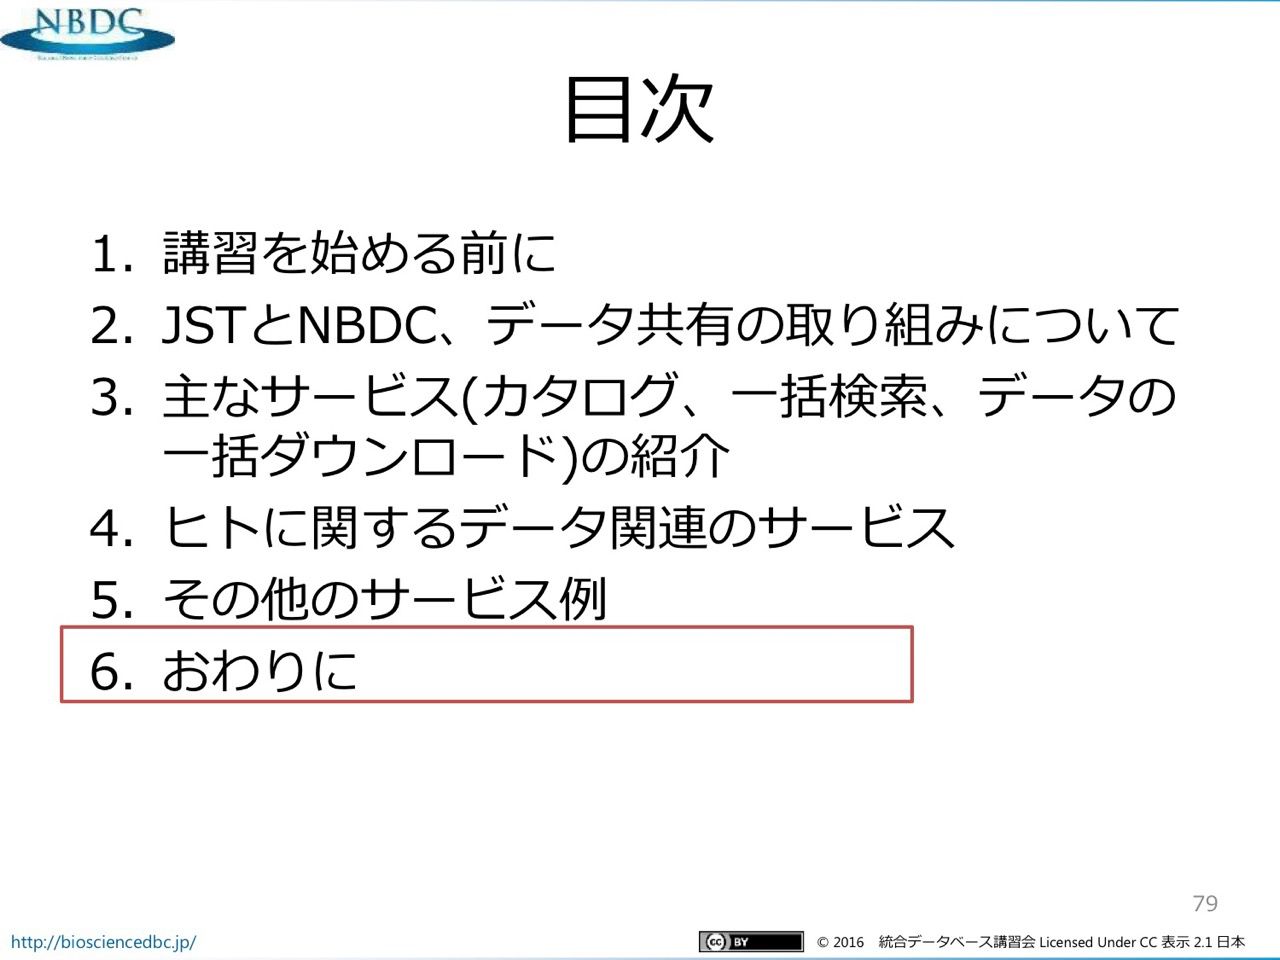 NBDC
目次
1. 講習を始める前に
2. JSTとNBDC、データ共有の取り組みについて
3. 主なサービス(カタログ、一括検索、データの
一括ダウンロード)の紹介
4. ヒトに関するデータ関連のサービス
5. その他のサービス例
6. おわりに
79
http://biosciencedbc.jp/
cc BY
© 2016 統合データベース講習会 Licensed Under CC 表示 2.1 日本